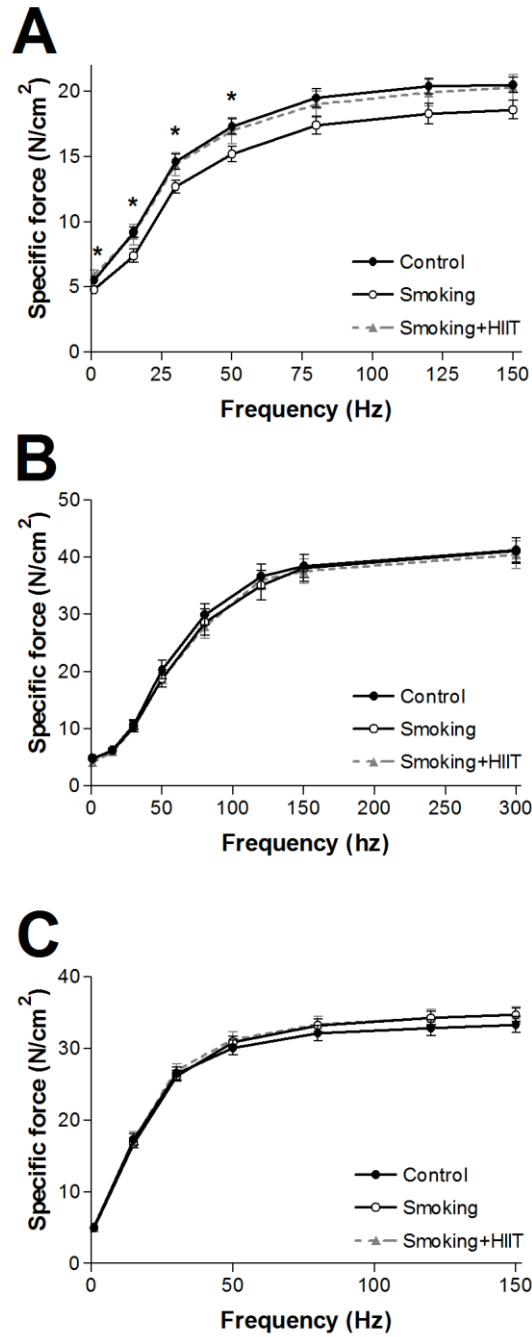 A
Specific force (N/cm²)
20
15
10
5
0
*
*
*
*
Control
Smoking
Smoking+HIIT
0 25 50 75 100 125 150
Frequency (Hz)
B
Specific force (N/cm²)
50
40
30
20
10
0
Control
Smoking
Smoking+HIIT
0 50 100 150 200 250 300
Frequency (hz)
C
Specific force (N/cm²)
40
30
20
10
0
Control
Smoking
Smoking+HIIT
0 50 100 150
Frequency (Hz)